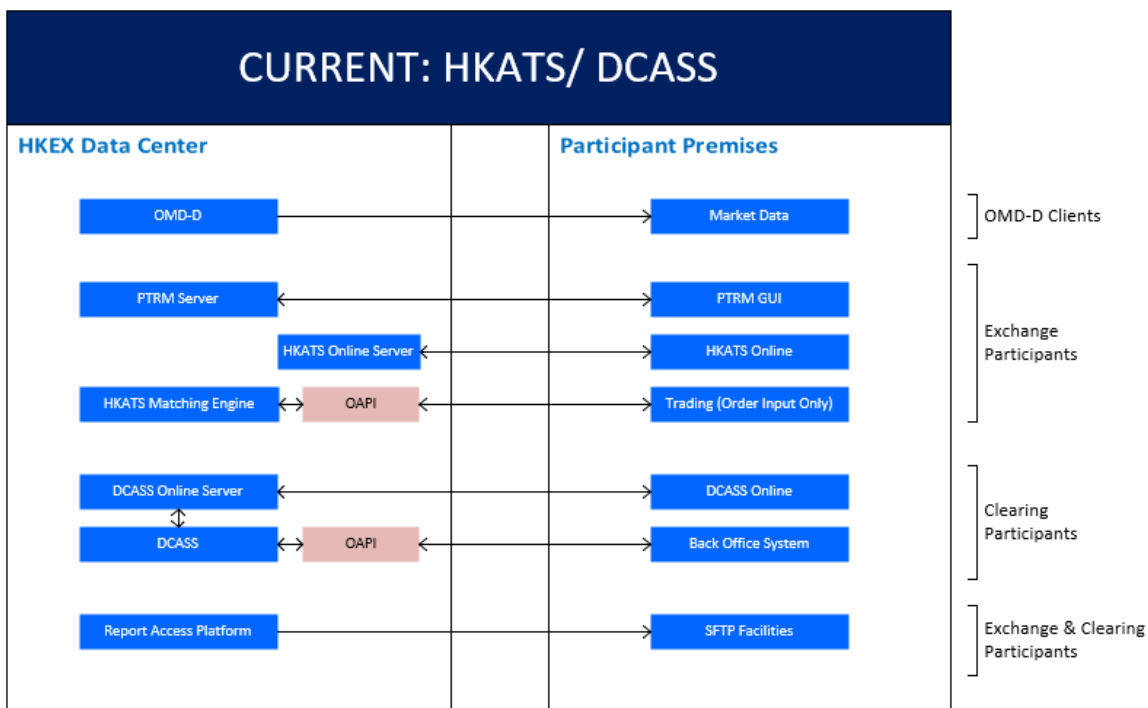 CURRENT: HKATS/ DCASS
HKEX Data Center
Participant Premises
OMD-D
Market Data
OMD-D Clients
PTRM Server
PTRM GUI
HKATS Online Server
HKATS Online
Exchange
Participants
HKATS Matching Engine
OAPI
Trading (Order Input Only)
DCASS Online Server
DCASS Online
Clearing
Participants
DCASS
OAPI
Back Office System
Report Access Platform
SFTP Facilities
Exchange & Clearing
Participants